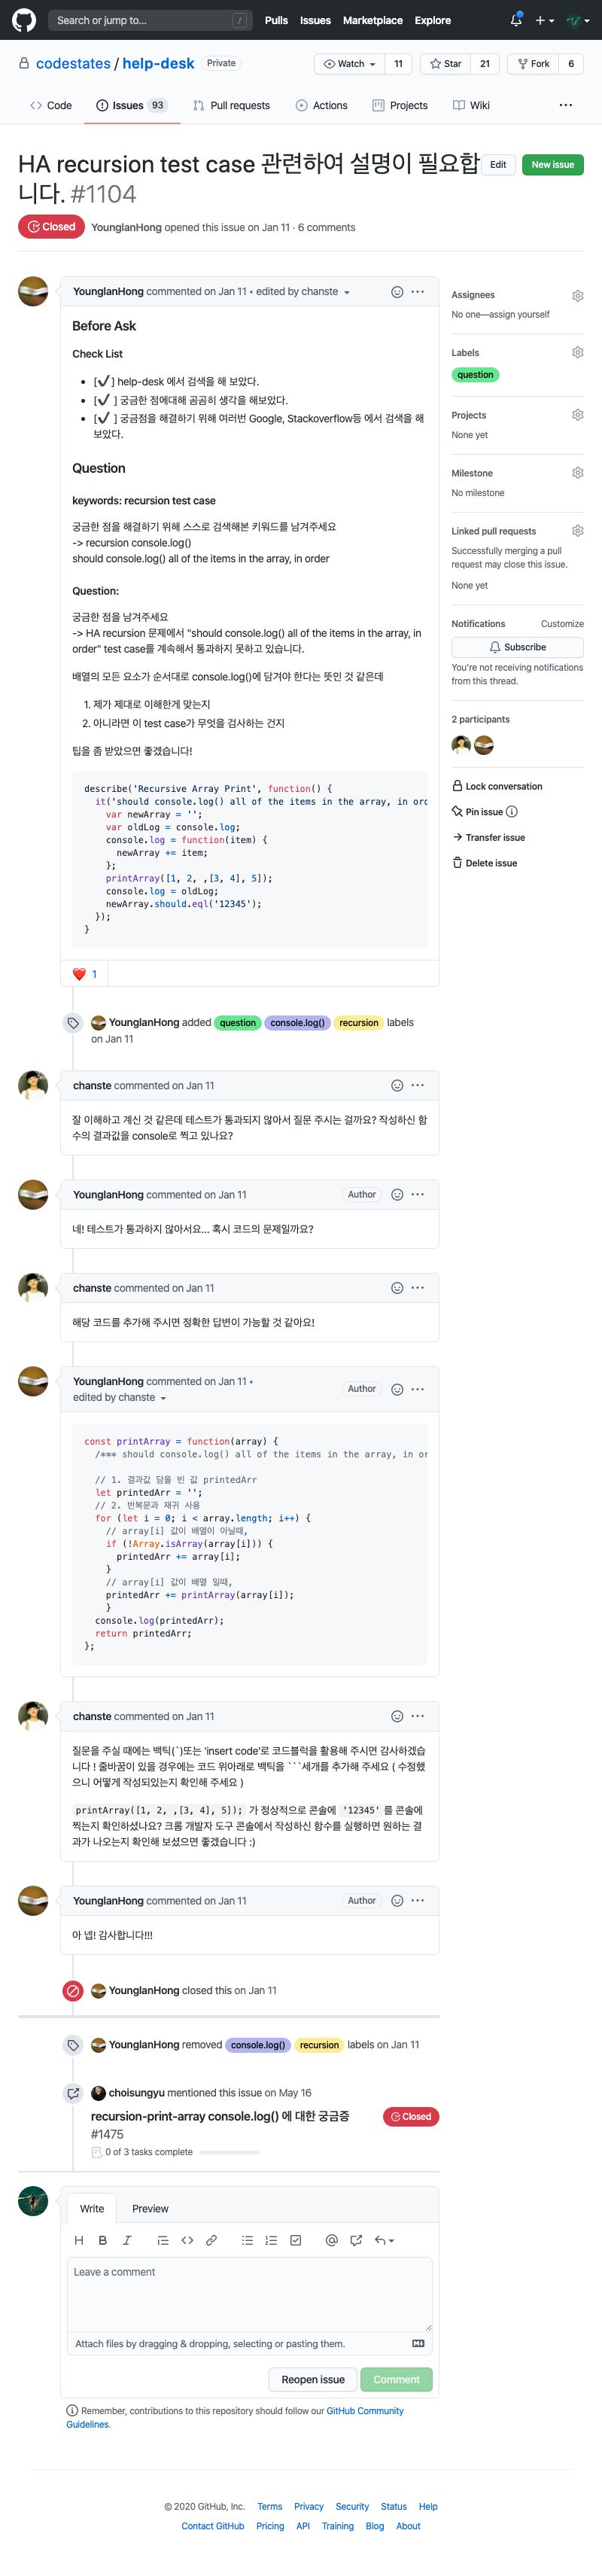 Search or jump to... /
Pulls Issues Marketplace Explore
codestates / help-desk Private
Watch 11 Star 21 Fork 6
Code Issues 93 Pull requests Actions Projects Wiki ...
HA recursion test case 관련하여 설명이 필요합
니다. #1104
Edit New issue
Closed YounglanHong opened this issue on Jan 11 · 6 comments
YounglanHong commented on Jan 11 • edited by chanste
Before Ask
Check List
• [✔] help-desk 에서 검색을 해 보았다.
• [✔ ] 궁금한 점에대해 곰곰히 생각을 해보았다.
• [✔ ] 궁금점을 해결하기 위해 여러번 Google, Stackoverflow등 에서 검색을 해
보았다.
Question
keywords: recursion test case
궁금한 점을 해결하기 위해 스스로 검색해본 키워드를 남겨주세요
-> recursion console.log()
should console.log() all of the items in the array, in order
Question:
궁금한 점을 남겨주세요
-> HA recursion 문제에서 "should console.log() all of the items in the array, in
order" test case를 계속해서 통과하지 못하고 있습니다.
배열의 모든 요소가 순서대로 console.log()에 담겨야 한다는 뜻인 것 같은데
1. 제가 제대로 이해한게 맞는지
2. 아니라면 이 test case가 무엇을 검사하는 건지
팁을 좀 받았으면 좋겠습니다!
describe('Recursive Array Print', function() {
it('should console.log() all of the items in the array, in orc
var newArray = '';
var oldLog = console.log;
console.log = function(item) {
newArray += item;
};
printArray([1, 2, ,[3, 4], 5]);
console.log = oldLog;
newArray.should.eql('12345');
});
}
❤️ 1
YounglanHong added question console.log() recursion labels
on Jan 11
chanste commented on Jan 11
잘 이해하고 계신 것 같은데 테스트가 통과되지 않아서 질문 주시는 걸까요? 작성하신 함
수의 결과값을 console로 찍고 있나요?
YounglanHong commented on Jan 11 Author
네! 테스트가 통과하지 않아서요... 혹시 코드의 문제일까요?
chanste commented on Jan 11
해당 코드를 추가해 주시면 정확한 답변이 가능할 것 같아요!
YounglanHong commented on Jan 11 •
edited by chanste
Author
const printArray = function(array) {
/*** should console.log() all of the items in the array, in or
// 1. 결과값 담을 빈 값 printedArr
let printedArr = '';
// 2. 반복문과 재귀 사용
for (let i = 0; i < array.length; i++) {
// array[i] 값이 배열이 아닐때,
if (!Array.isArray(array[i])) {
printedArr += array[i];
}
// array[i] 값이 배열 일때,
printedArr += printArray(array[i]);
}
console.log(printedArr);
return printedArr;
};
chanste commented on Jan 11
질문을 주실 때에는 백틱(`)또는 'insert code'로 코드블럭을 활용해 주시면 감사하겠습
니다 ! 줄바꿈이 있을 경우에는 코드 위아래로 백틱을 ```세개를 추가해 주세요 ( 수정했
으니 어떻게 작성되있는지 확인해 주세요 )
printArray([1, 2, ,[3, 4], 5]); 가 정상적으로 콘솔에 '12345' 를 콘솔에
찍는지 확인하셨나요? 크롬 개발자 도구 콘솔에서 작성하신 함수를 실행하면 원하는 결
과가 나오는지 확인해 보셨으면 좋겠습니다 :)
YounglanHong commented on Jan 11 Author
아 넵! 감사합니다!!!
YounglanHong closed this on Jan 11
YounglanHong removed console.log() recursion labels on Jan 11
choisungyu mentioned this issue on May 16
recursion-print-array console.log() 에 대한 궁금증
#1475
Closed
0 of 3 tasks complete
Write Preview
H B I
Leave a comment
Attach files by dragging & dropping, selecting or pasting them.
Reopen issue Comment
Remember, contributions to this repository should follow our GitHub Community
Guidelines.
Assignees
No one—assign yourself
Labels
question
Projects
None yet
Milestone
No milestone
Linked pull requests
Successfully merging a pull
request may close this issue.
None yet
Notifications Customize
Subscribe
You're not receiving notifications
from this thread.
2 participants
Lock conversation
Pin issue
Transfer issue
Delete issue
© 2020 GitHub, Inc. Terms Privacy Security Status Help
Contact GitHub Pricing API Training Blog About